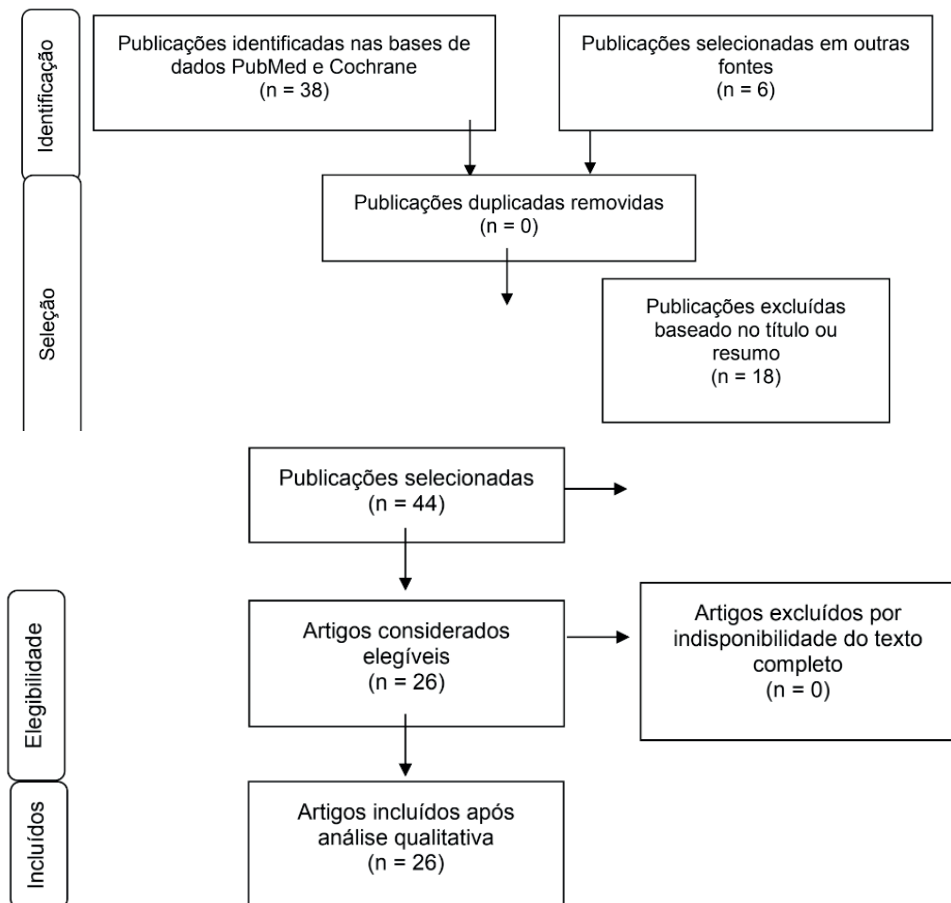 Identificação
Publicações identificadas nas bases de
dados PubMed e Cochrane
(n = 38)
Publicações selecionadas em outras
fontes
(n = 6)
Seleção
Publicações duplicadas removidas
(n = 0)
Publicações excluídas
baseado no título ou
resumo
(n = 18)
Publicações selecionadas
(n = 44)
Elegibilidade
Artigos considerados
elegíveis
(n = 26)
Artigos excluídos por
indisponibilidade do texto
completo
(n = 0)
Incluídos
Artigos incluídos após
análise qualitativa
(n = 26)